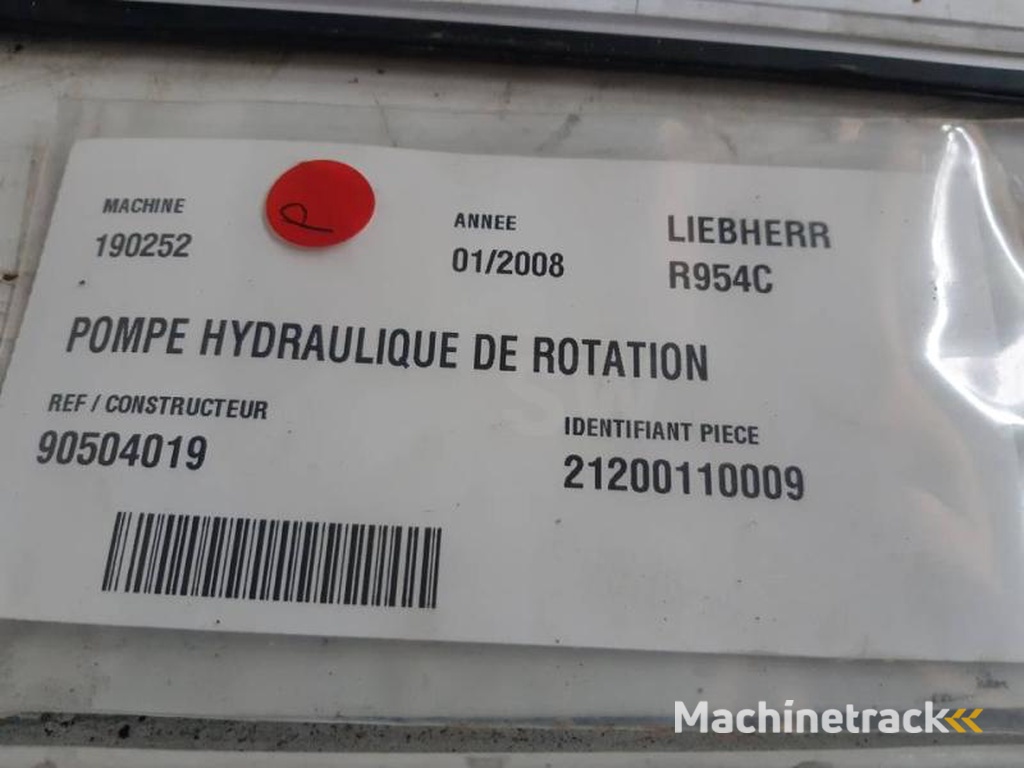 MACHINE
190252
P
ANNEE
01/2008
LIEBHERR
R954C
POMPE HYDRAULIQUE DE ROTATION
REF / CONSTRUCTEUR
90504019
IDENTIFIANT PIECE
21200110009
Machinetrack